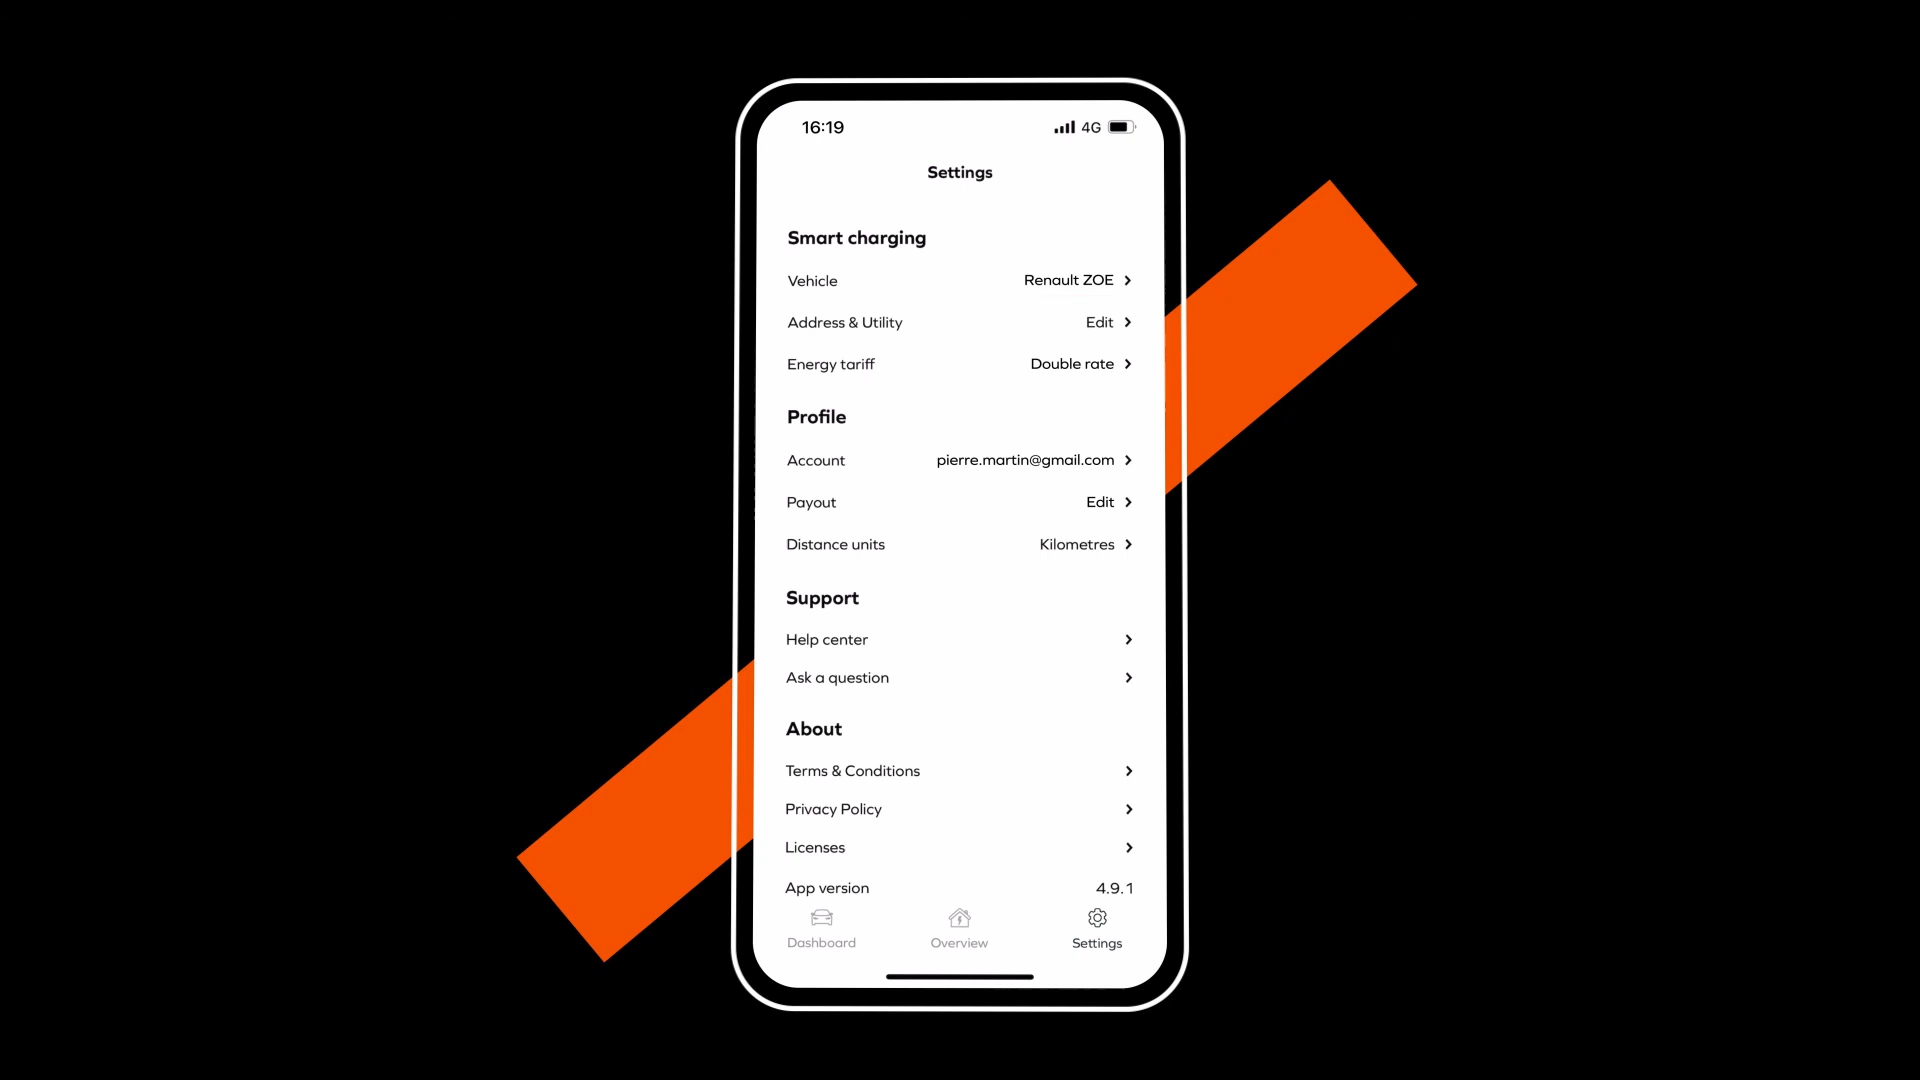 16:19
4G
Settings
Smart charging
Vehicle Renault ZOE
Address & Utility Edit
Energy tariff Double rate
Profile
Account pierre.martin@gmail.com
Payout Edit
Distance units Kilometres
Support
Help center
Ask a question
About
Terms & Conditions
Privacy Policy
Licenses
App version 4.9.1
Dashboard Overview Settings